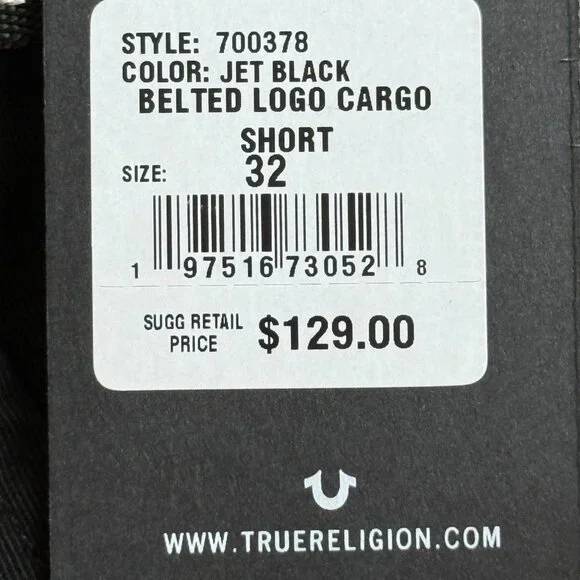 STYLE: 700378
COLOR: JET BLACK
BELTED LOGO CARGO
SHORT
SIZE: 32
1 97516 73052 8
SUGG RETAIL
PRICE $129.00
WWW.TRUERELIGION.COM